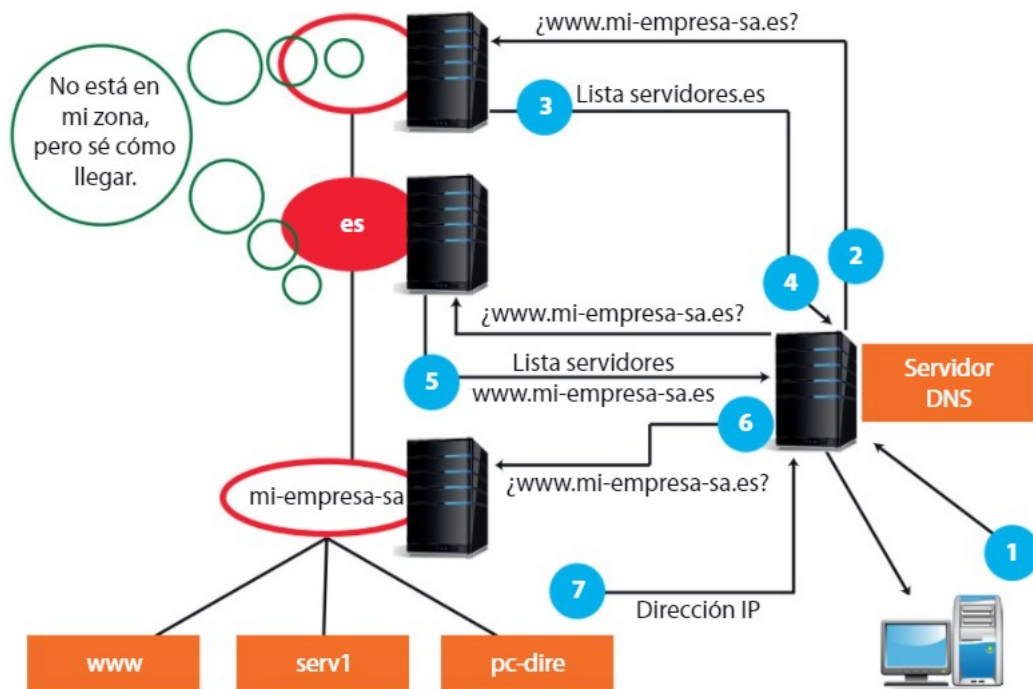 ¿www.mi-empresa-sa.es?
3
Lista servidores.es
No está en
mi zona,
pero sé cómo
llegar.
es
2
4
¿www.mi-empresa-sa.es?
5
Lista servidores
www.mi-empresa-sa.es
Servidor
DNS
6
mi-empresa-sa
¿www.mi-empresa-sa.es?
1
7
Dirección IP
www
serv1
pc-dire